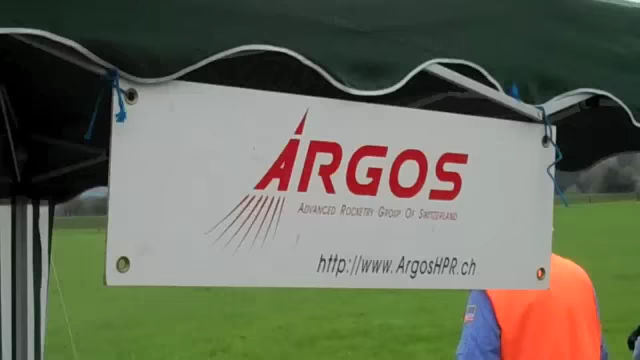 ARGOS
ADVANCED ROCKETRY GROUP OF SWITZERLAND
http://www.ArgosHPR.ch